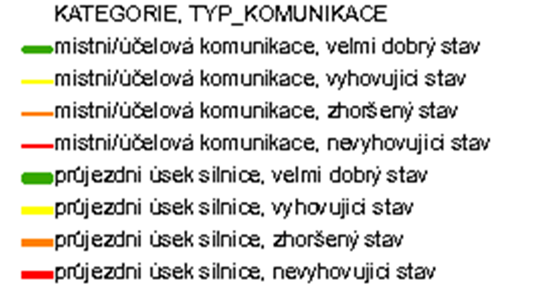 KATEGORIE, TYP_KOMUNIKACE
místní/účelová komunikace, velmi dobrý stav
místní/účelová komunikace, vyhovující stav
místní/účelová komunikace, zhoršený stav
místní/účelová komunikace, nevyhovující stav
průjezdní úsek silnice, velmi dobrý stav
průjezdní úsek silnice, vyhovující stav
průjezdní úsek silnice, zhoršený stav
průjezdní úsek silnice, nevyhovující stav